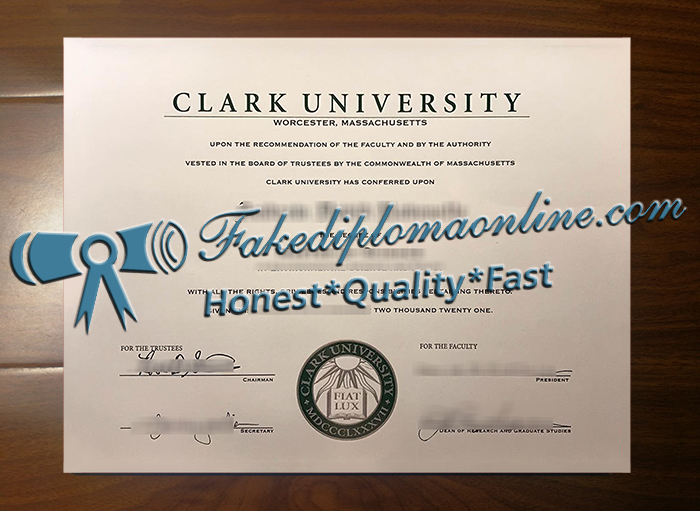 CLARK UNIVERSITY
WORCESTER, MASSACHUSETTS
UPON THE RECOMMENDATION OF THE FACULTY AND BY THE AUTHORITY
VESTED IN THE BOARD OF TRUSTEES BY THE COMMONWEALTH OF MASSACHUSETTS
CLARK UNIVERSITY HAS CONFERRED UPON
Fakediplomaonline.com
Honest*Quality*Fast
WITH ALL THE RIGHTS, THERETO,
TWO THOUSAND TWENTY ONE.
FOR THE TRUSTEES
CHAIRMAN
SECRETARY
CLARK UNIVERSITY
FIAT
LUX
MDCCCLXXXVII
FOR THE FACULTY
PRESIDENT
DEAN OF RESEARCH AND GRADUATE STUDIES